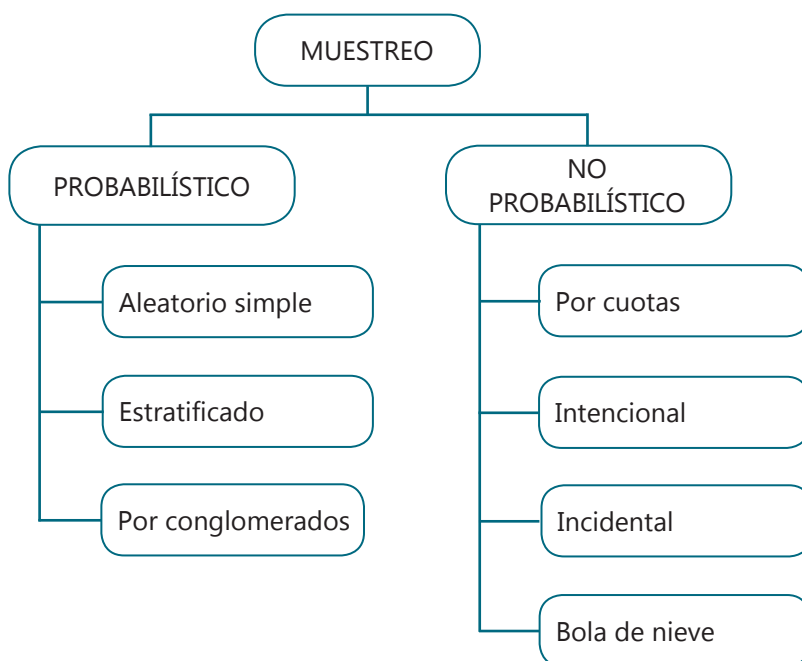 MUESTREO
PROBABILÍSTICO
Aleatorio simple
Estratificado
Por conglomerados
NO
PROBABILÍSTICO
Por cuotas
Intencional
Incidental
Bola de nieve